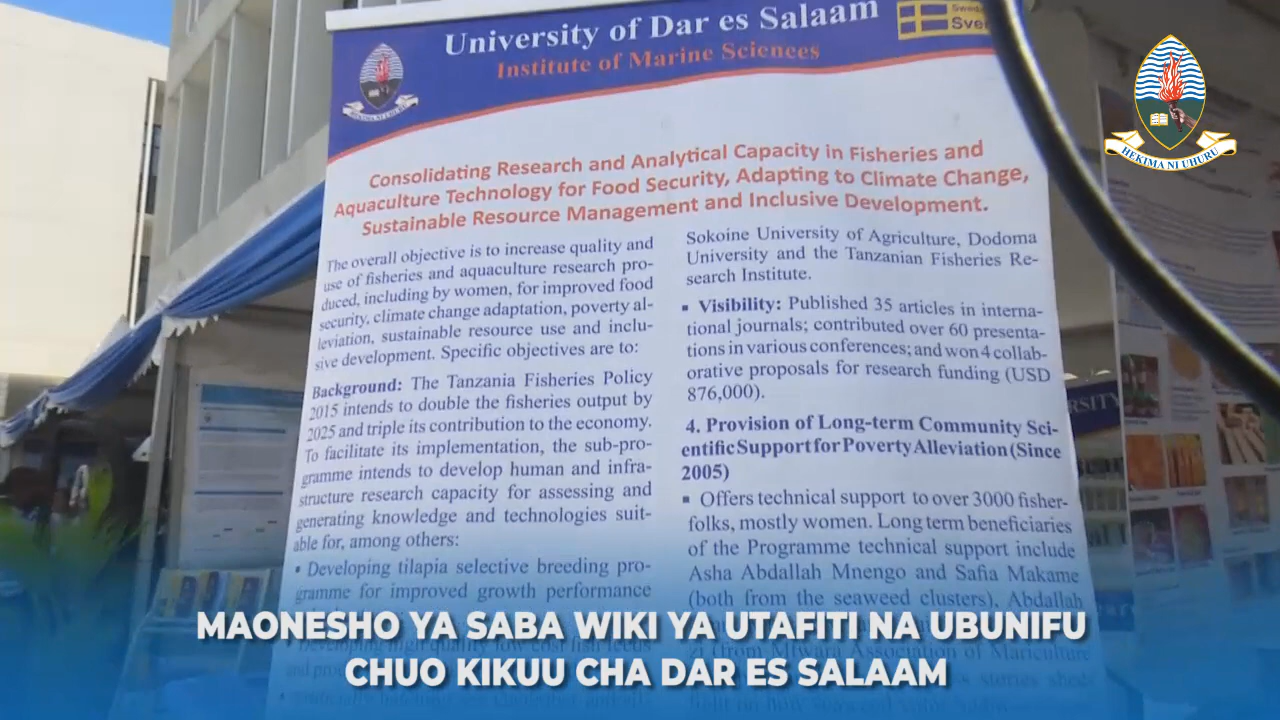 University of Dar es Salaam
Institute of Marine Sciences
HEKIMA NI UHURU
Consolidating Research and Analytical Capacity in Fisheries and
Aquaculture Technology for Food Security, Adapting to Climate Change,
Sustainable Resource Management and Inclusive Development.
The overall objective is to increase quality and
use of fisheries and aquaculture research pro-
duced, including by women, for improved food
security, climate change adaptation, poverty al-
leviation, sustainable resource use and inclu-
sive development. Specific objectives are to:
Background: The Tanzania Fisheries Policy
2015 intends to double the fisheries output by
2025 and triple its contribution to the economy.
To facilitate its implementation, the sub-pro-
gramme intends to develop human and infra-
structure research capacity for assessing and
generating knowledge and technologies suit-
able for, among others:
▪ Developing tilapia selective breeding pro-
gramme for improved growth performance
Sokoine University of Agriculture, Dodoma
University and the Tanzanian Fisheries Re-
search Institute.
▪ Visibility: Published 35 articles in interna-
tional journals; contributed over 60 presenta-
tions in various conferences; and won 4 collab-
orative proposals for research funding (USD
876,000).
4. Provision of Long-term Community Sci-
entific Support for Poverty Alleviation (Since
2005)
▪ Offers technical support to over 3000 fisher-
folks, mostly women. Long term beneficiaries
of the Programme technical support include
Asha Abdallah Mnengo and Safia Makame
(both from the seaweed clusters), Abdallah
(from Mtwara Association of Mariculture
HEKIMA NI UHURU
MAONESHO YA SABA WIKI YA UTAFITI NA UBUNIFU
CHUO KIKUU CHA DAR ES SALAAM